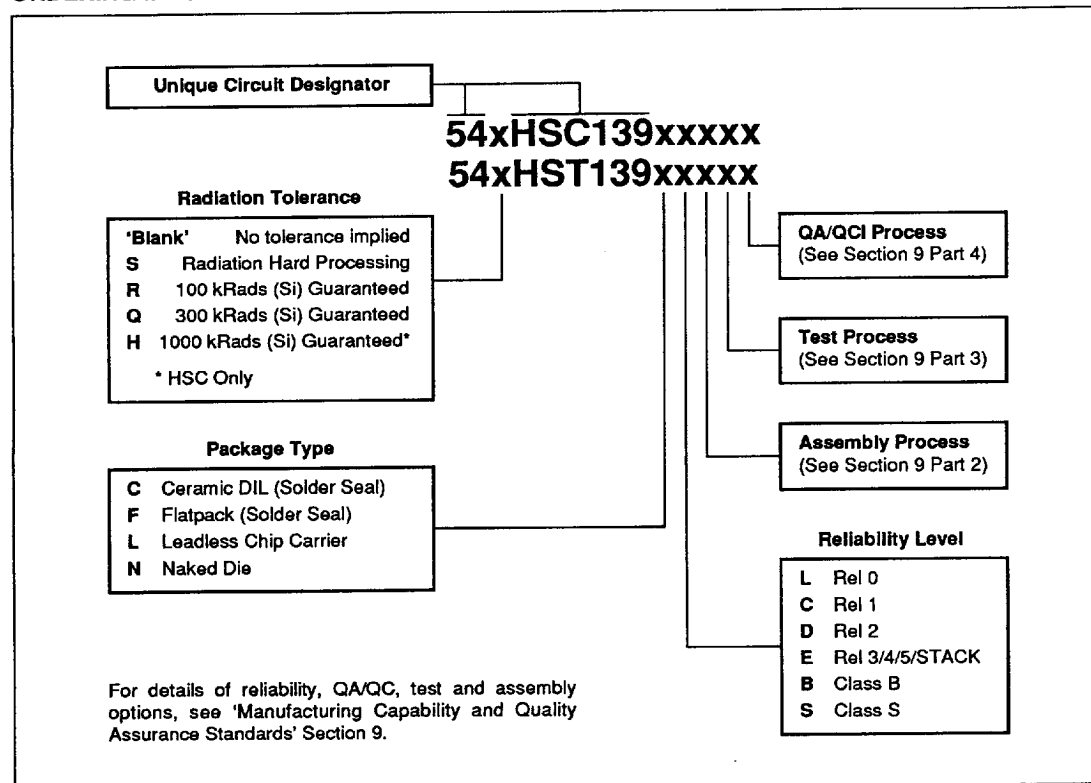 Unique Circuit Designator
54xHSC139xxxxx
54xHST139xxxxx
Radiation Tolerance
'Blank' No tolerance implied
S Radiation Hard Processing
R 100 kRads (Si) Guaranteed
Q 300 kRads (Si) Guaranteed
H 1000 kRads (Si) Guaranteed*
* HSC Only
Package Type
C Ceramic DIL (Solder Seal)
F Flatpack (Solder Seal)
L Leadless Chip Carrier
N Naked Die
QA/QCI Process
(See Section 9 Part 4)
Test Process
(See Section 9 Part 3)
Assembly Process
(See Section 9 Part 2)
Reliability Level
L Rel 0
C Rel 1
D Rel 2
E Rel 3/4/5/STACK
B Class B
S Class S
For details of reliability, QA/QC, test and assembly
options, see 'Manufacturing Capability and Quality
Assurance Standards' Section 9.